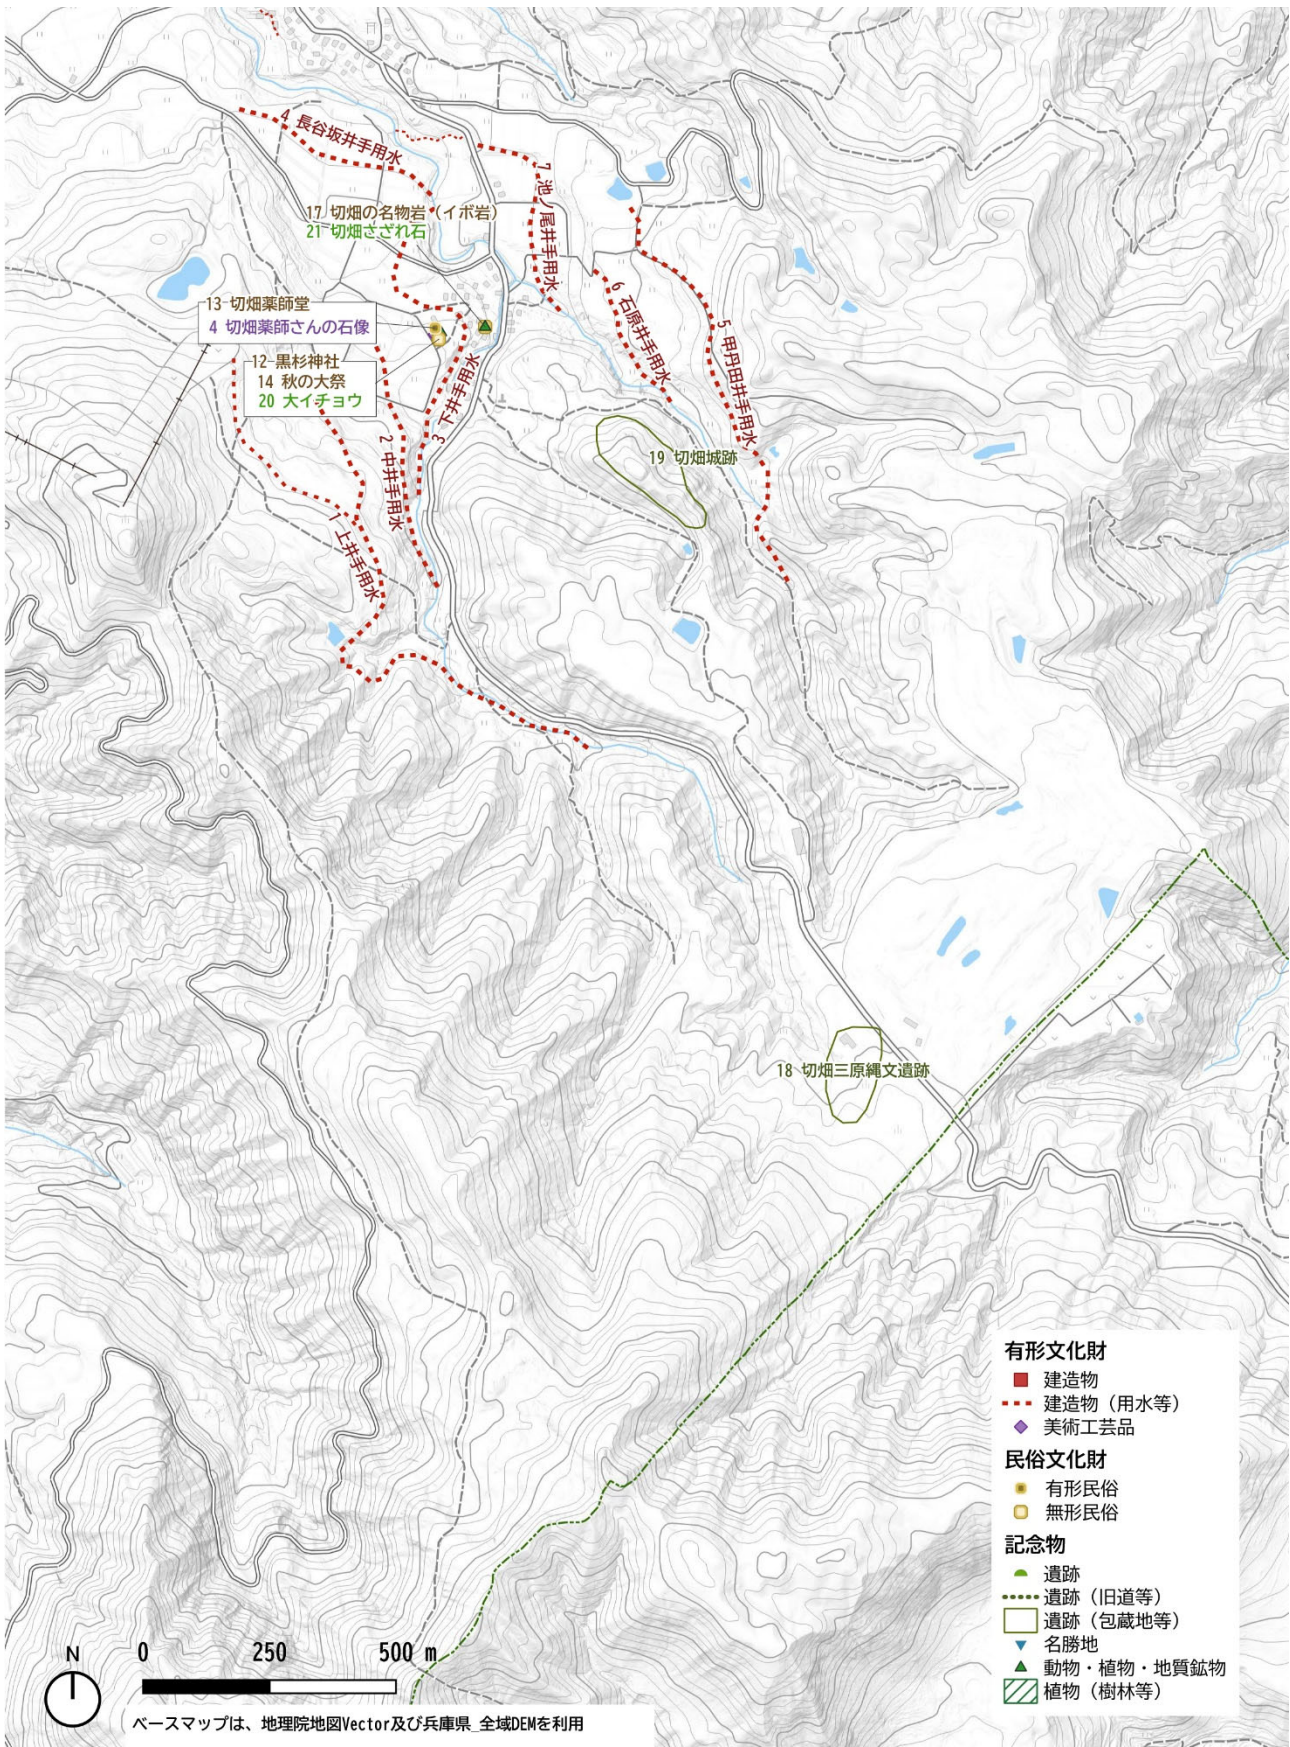 4 長谷坂井手用水
7 池ノ尾井手用水
17 切畑の名物岩（イボ岩）
21 切畑さざれ石
13 切畑薬師堂
4 切畑薬師さんの石像
12 黒杉神社
14 秋の大祭
20 大イチョウ
6 石原井手用水
5 甲丹田井手用水
3 下井手用水
2 中井手用水
1 上井手用水
19 切畑城跡
18 切畑三原縄文遺跡
有形文化財
建造物
建造物（用水等）
美術工芸品
民俗文化財
有形民俗
無形民俗
記念物
遺跡
遺跡（旧道等）
遺跡（包蔵地等）
名勝地
動物・植物・地質鉱物
植物（樹林等）
N
0 250 500 m
ベースマップは、地理院地図Vector及び兵庫県_全域DEMを利用